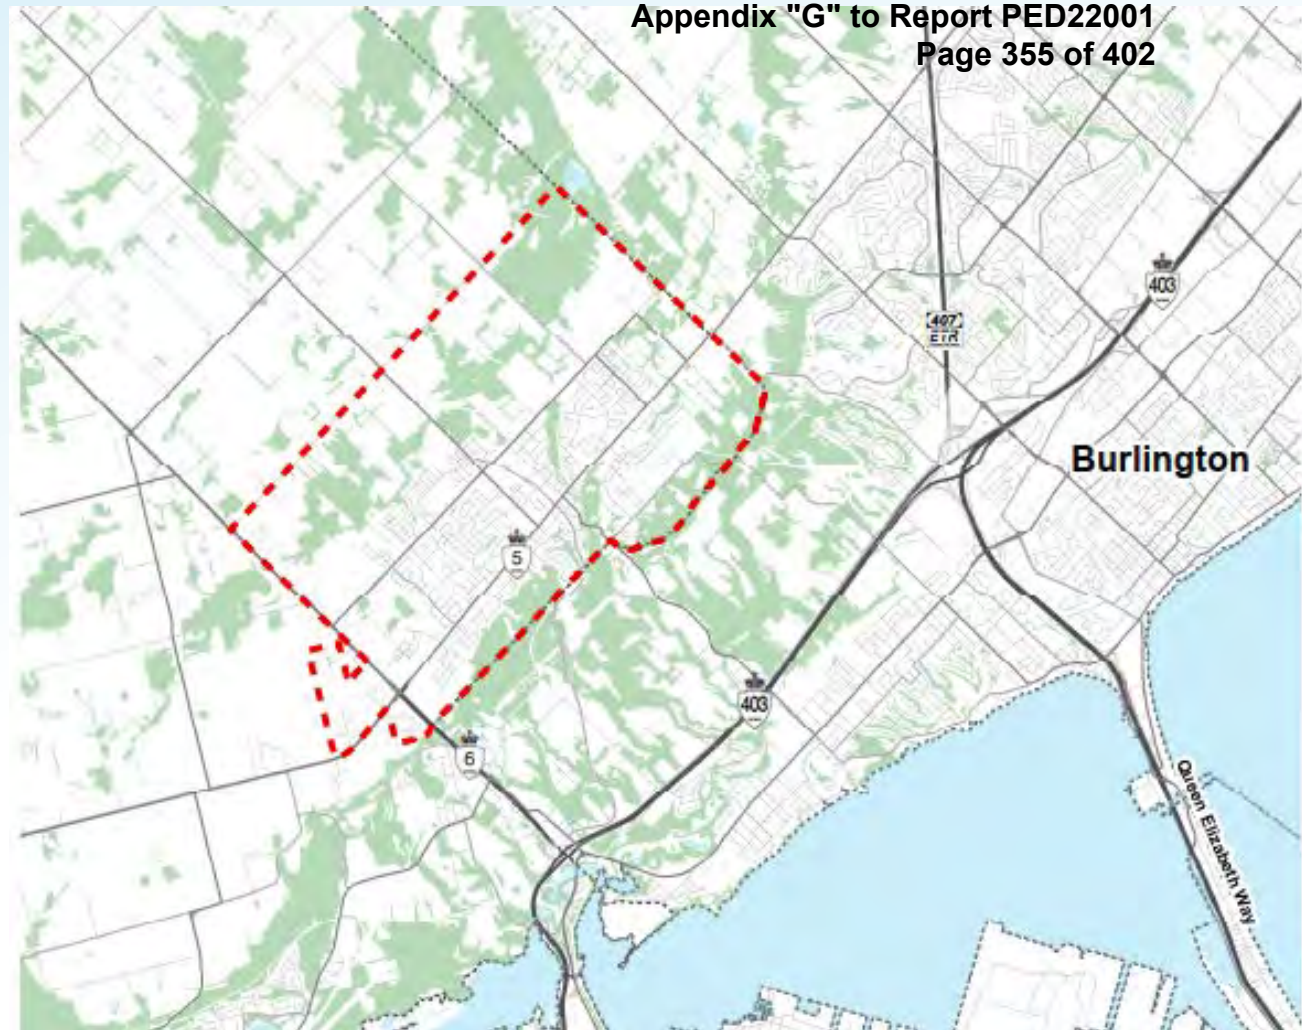 Appendix "G" to Report PED22001
Page 355 of 402
403
407
ETR
Burlington
5
403
6
Queen Elizabeth Way